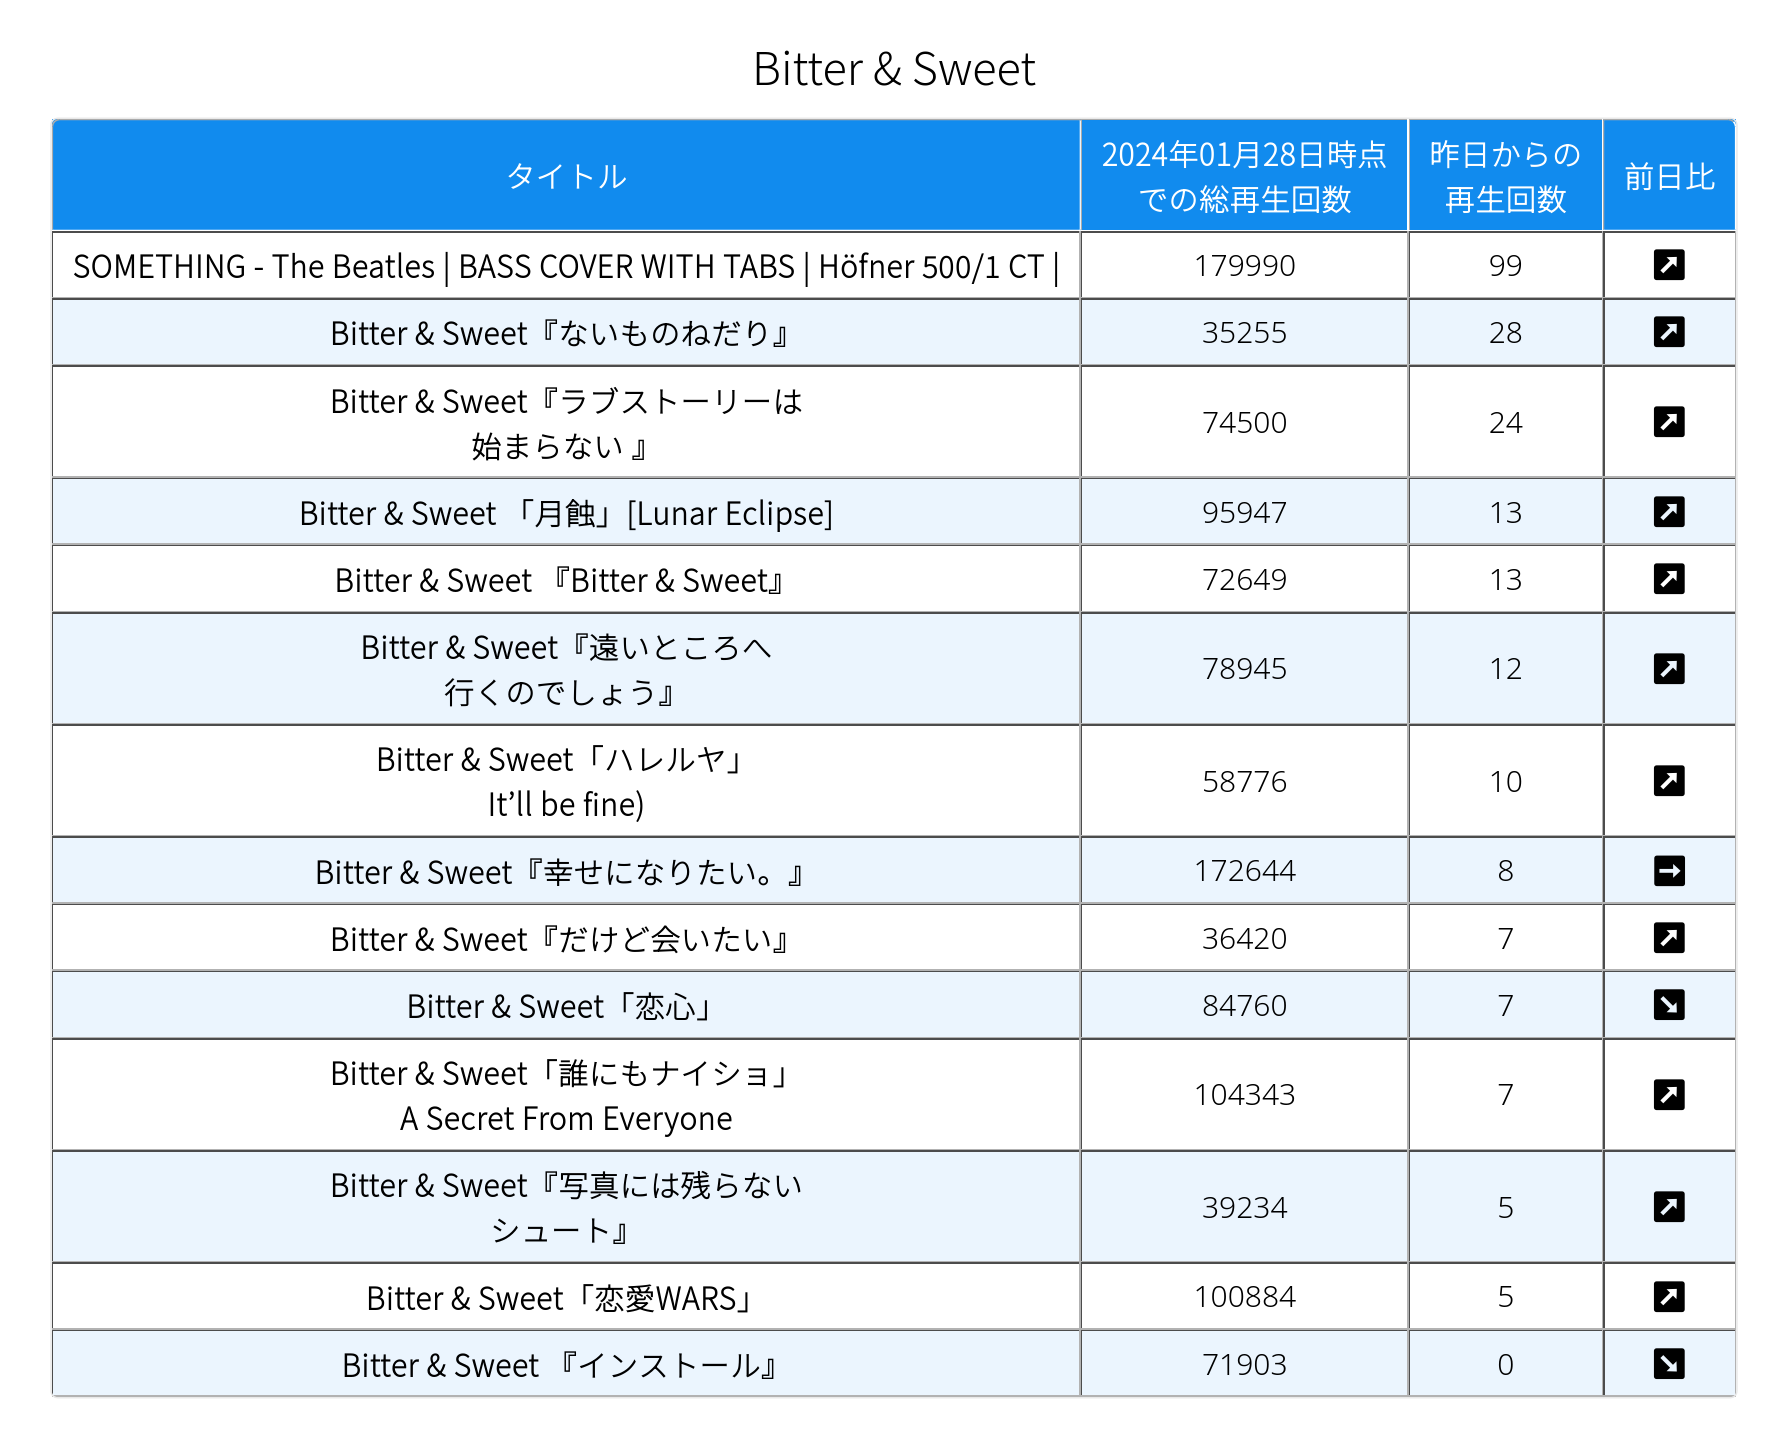 Bitter & Sweet
タイトル
2024年01月28日時点
での総再生回数
昨日からの
再生回数
前日比
SOMETHING - The Beatles | BASS COVER WITH TABS | Höfner 500/1 CT |
179990
99
Bitter & Sweet『ないものねだり』
35255
28
Bitter & Sweet『ラブストーリーは
始まらない 』
74500
24
Bitter & Sweet 「月蝕」[Lunar Eclipse]
95947
13
Bitter & Sweet 『Bitter & Sweet』
72649
13
Bitter & Sweet『遠いところへ
行くのでしょう』
78945
12
Bitter & Sweet「ハレルヤ」
It’ll be fine)
58776
10
Bitter & Sweet『幸せになりたい。』
172644
8
Bitter & Sweet『だけど会いたい』
36420
7
Bitter & Sweet「恋心」
84760
7
Bitter & Sweet「誰にもナイショ」
A Secret From Everyone
104343
7
Bitter & Sweet『写真には残らない
シュート』
39234
5
Bitter & Sweet「恋愛WARS」
100884
5
Bitter & Sweet 『インストール』
71903
0